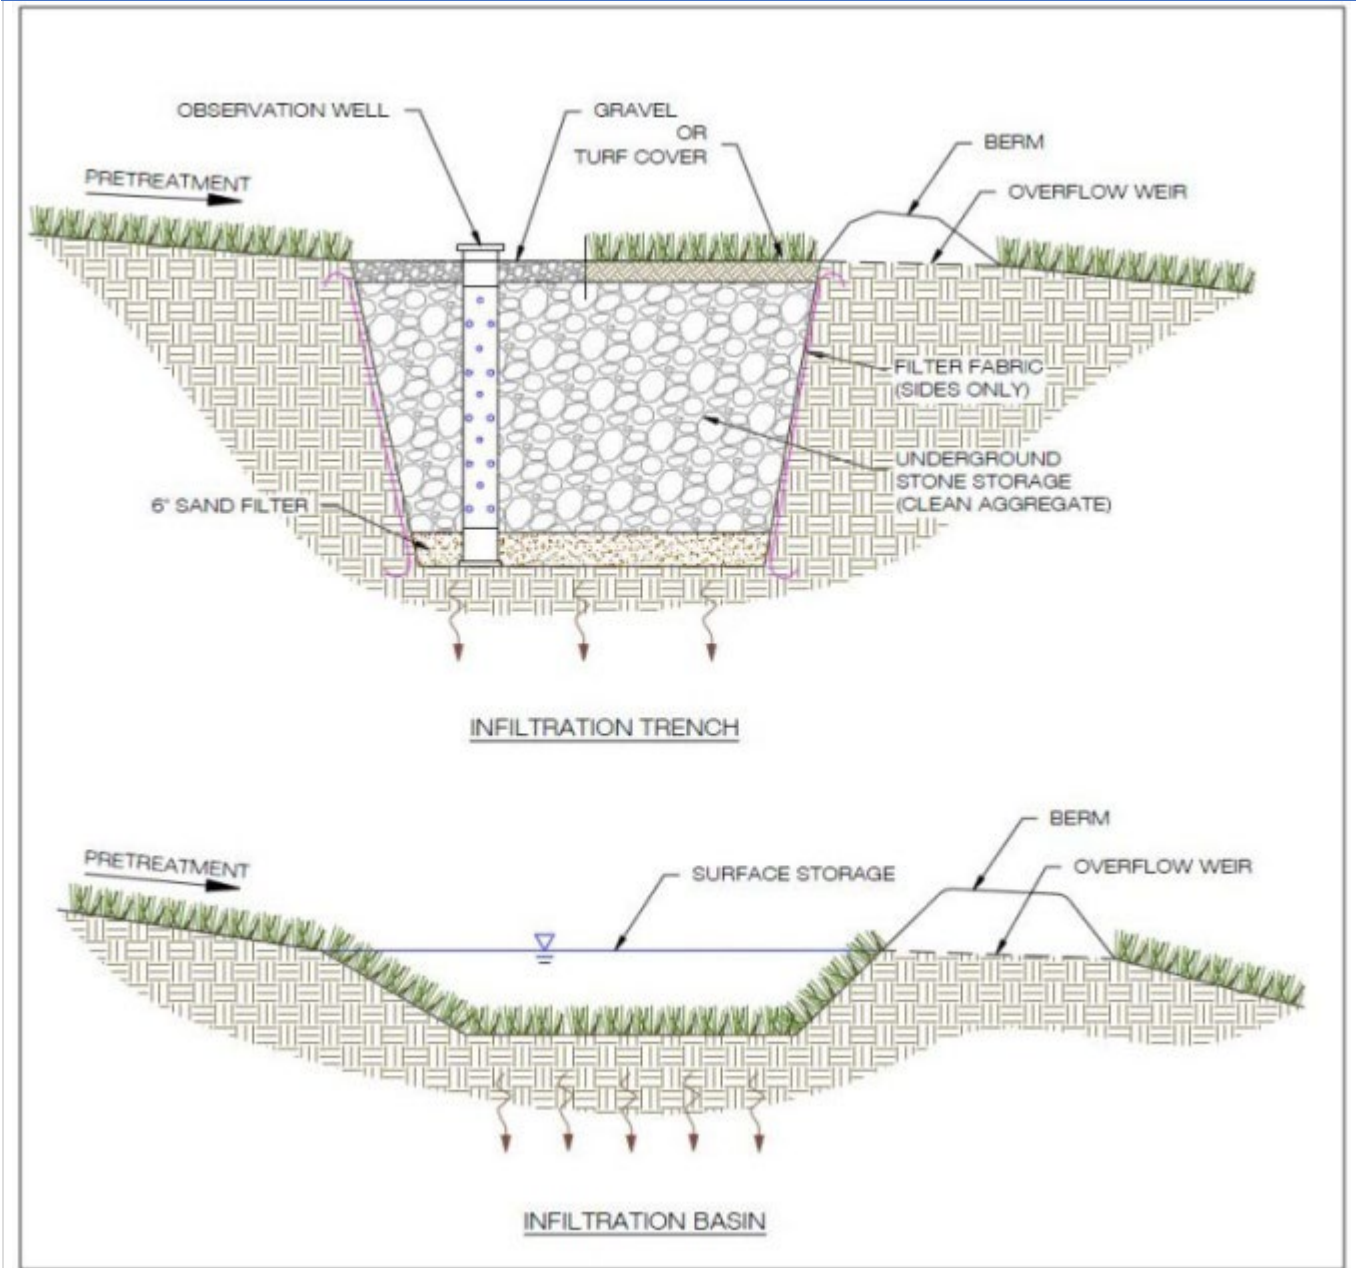 OBSERVATION WELL
GRAVEL
OR
TURF COVER
BERM
PRETREATMENT
OVERFLOW WEIR
FILTER FABRIC
(SIDES ONLY)
UNDERGROUND
STONE STORAGE
(CLEAN AGGREGATE)
6" SAND FILTER
INFILTRATION TRENCH
BERM
PRETREATMENT
SURFACE STORAGE
OVERFLOW WEIR
INFILTRATION BASIN